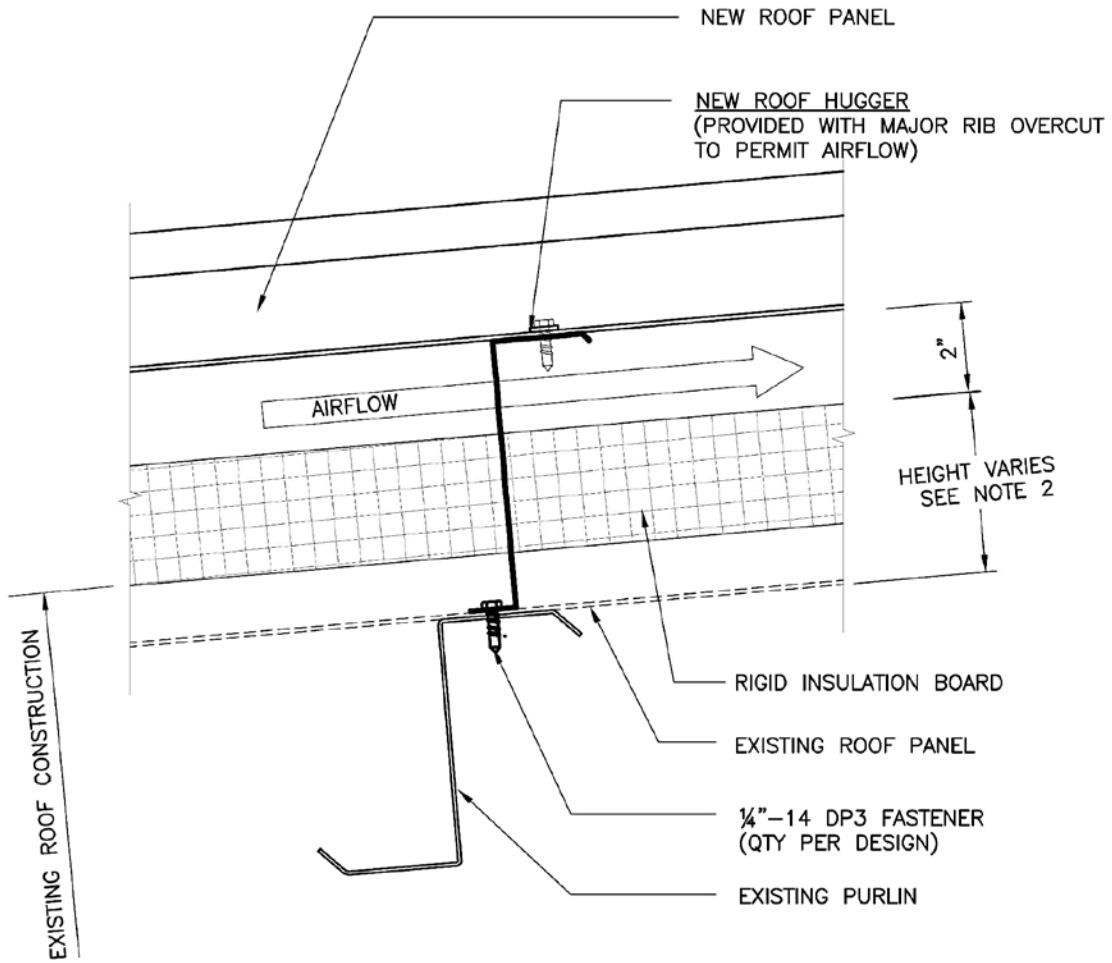 NEW ROOF PANEL
NEW ROOF HUGGER
(PROVIDED WITH MAJOR RIB OVERCUT
TO PERMIT AIRFLOW)
2"
AIRFLOW
HEIGHT VARIES
SEE NOTE 2
EXISTING ROOF CONSTRUCTION
RIGID INSULATION BOARD
EXISTING ROOF PANEL
¼"-14 DP3 FASTENER
(QTY PER DESIGN)
EXISTING PURLIN